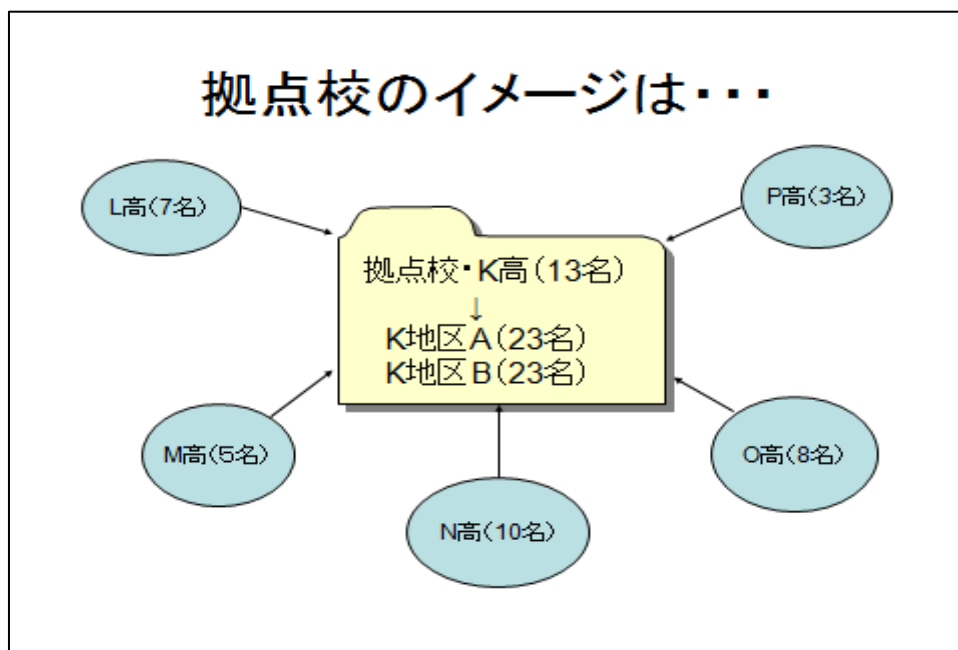 拠点校のイメージは・・・
L高(7名)
P高(3名)
拠点校・K高(13名)
↓
K地区A(23名)
K地区B(23名)
M高(5名)
O高(8名)
N高(10名)